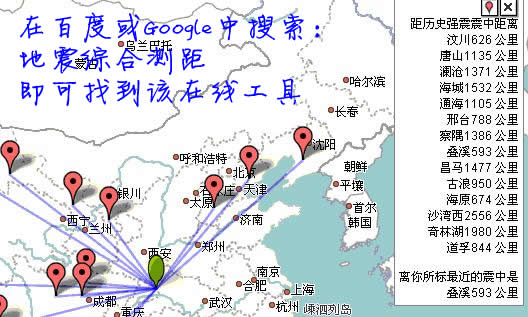 在百度或Google中搜索：
地震综合测距
即可找到该在线工具
乌兰巴托
蒙古
哈尔滨
长春
沈阳
呼和浩特
北京
朝鲜
平壤
天津
石家庄
太原
银川
首尔
韩国
济南
西宁
兰州
郑州
西安
南京
合肥
上海
成都
武汉
杭州
嵊泗列岛
重庆
距历史强震震中距离
汶川626 公里
唐山1135 公里
澜沧1371 公里
海城1532 公里
通海1105 公里
邢台788 公里
察隅1386 公里
叠溪593 公里
昌马1477 公里
古浪950 公里
海原674 公里
沙湾西2556 公里
奇林湖1980 公里
道孚844 公里
离你所标最近的震中是
叠溪593 公里